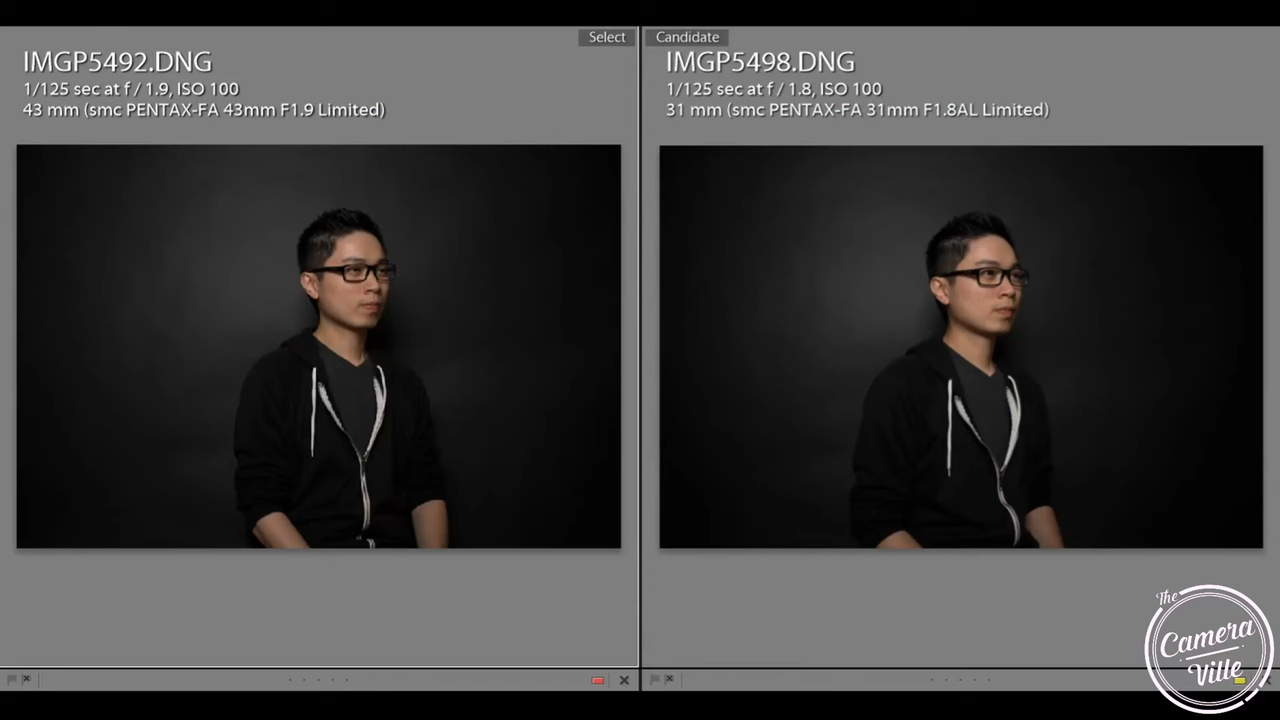 Select
IMGP5492.DNG
1/125 sec at f / 1.9, ISO 100
43 mm (smc PENTAX-FA 43mm F1.9 Limited)
Candidate
IMGP5498.DNG
1/125 sec at f / 1.8, ISO 100
31 mm (smc PENTAX-FA 31mm F1.8AL Limited)
The
Camera
Ville